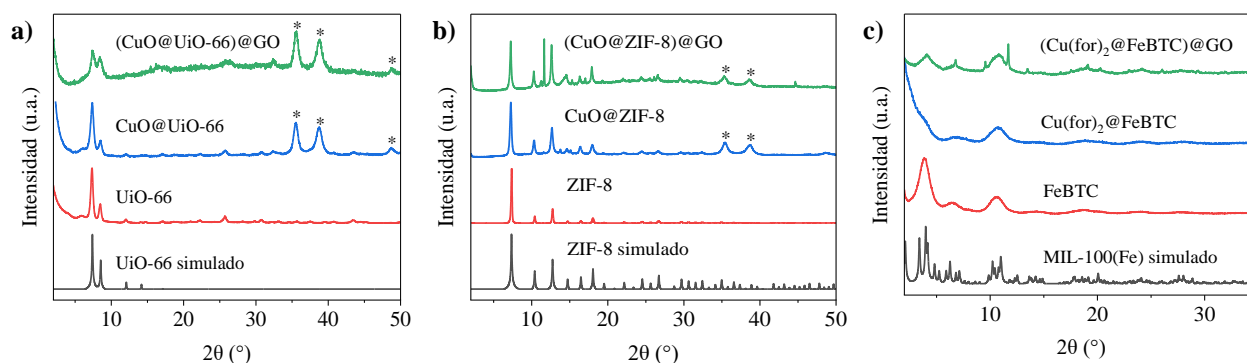 a)
Intensidad (u.a.)
(CuO@UiO-66)@GO
* * *
CuO@UiO-66
* * *
UiO-66
UiO-66 simulado
10 20 30 40 50
2θ (°)
b)
Intensidad (u.a.)
(CuO@ZIF-8)@GO
* *
CuO@ZIF-8
* *
ZIF-8
ZIF-8 simulado
10 20 30 40 50
2θ (°)
c)
Intensidad (u.a.)
(Cu(for)₂@FeBTC)@GO
Cu(for)₂@FeBTC
FeBTC
MIL-100(Fe) simulado
10 20 30
2θ (°)